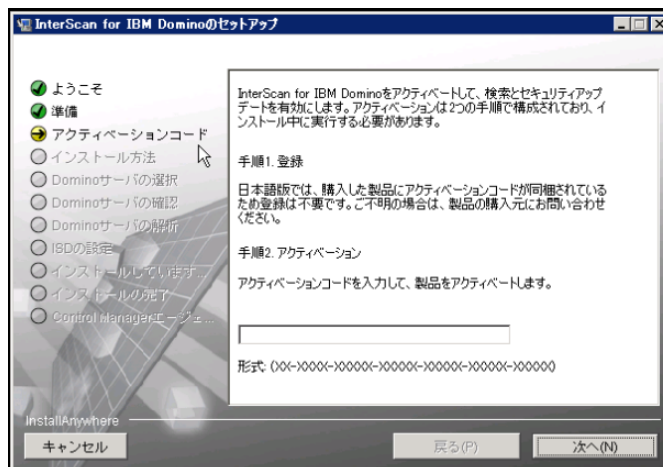 InterScan for IBM Dominoのセットアップ
ようこそ
準備
アクティベーションコード
インストール方法
Dominoサーバの選択
Dominoサーバの確認
Dominoサーバの解析
ISDの設定
インストールしています...
インストールの完了
Control Managerエージェ...
InterScan for IBM Dominoをアクティベートして、検索とセキュリティアップ
デートを有効にします。アクティベーションは2つの手順で構成されており、イ
ンストール中に実行する必要があります。
手順1. 登録
日本語版では、購入した製品にアクティベーションコードが同梱されている
ため登録は不要です。ご不明の場合は、製品の購入元にお問い合わせ
ください。
手順2. アクティベーション
アクティベーションコードを入力して、製品をアクティベートします。
形式: (XX-XXXX-XXXXX-XXXXX-XXXXX-XXXXX-XXXXX)
InstallAnywhere
キャンセル
戻る(P)
次へ(N)